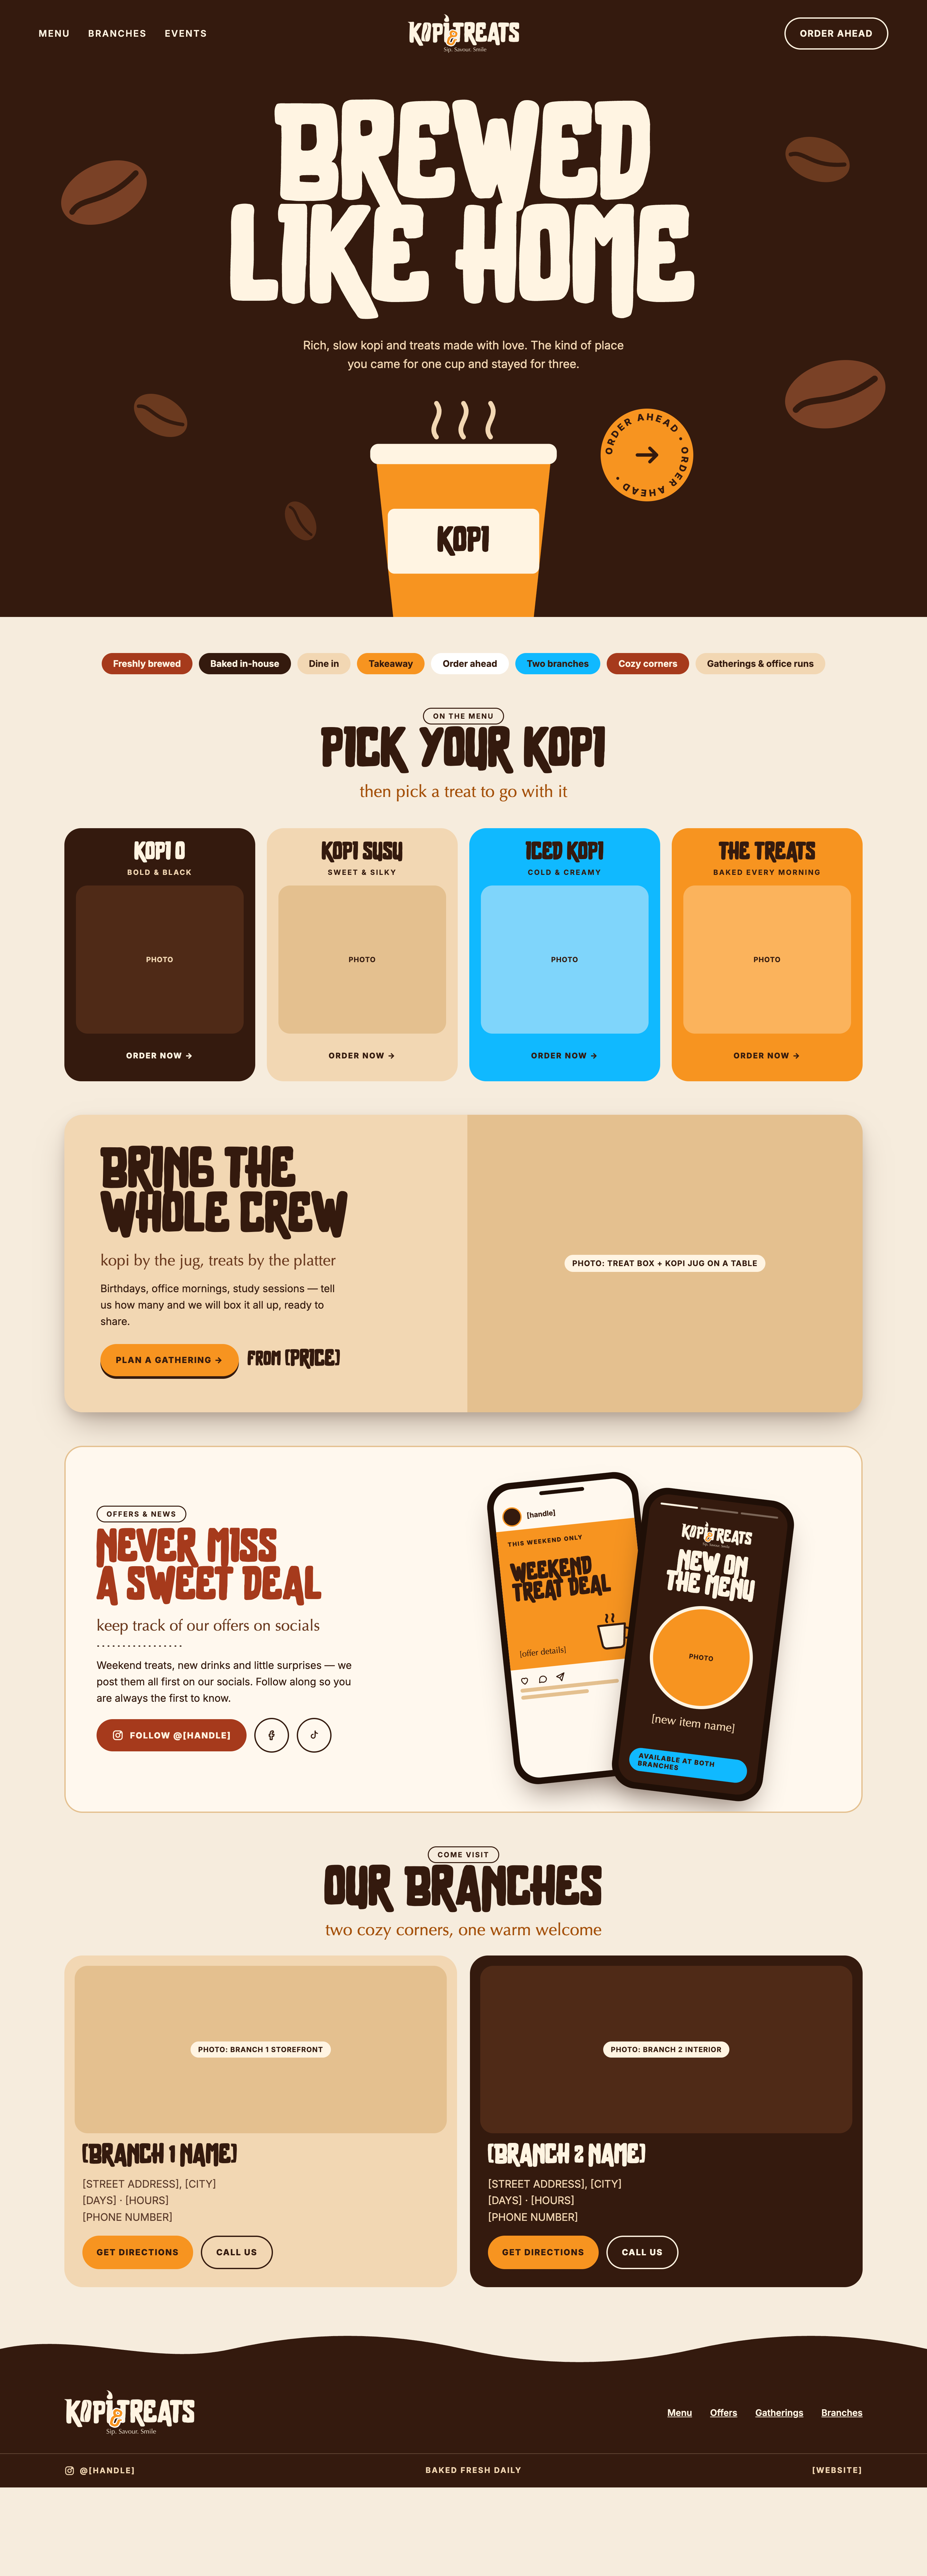 MENU BRANCHES EVENTS
KOPI & TREATS
Sip. Savour. Smile
ORDER AHEAD
BREWED
LIKE HOME
Rich, slow kopi and treats made with love. The kind of place
you came for one cup and stayed for three.
ORDER AHEAD • ORDER AHEAD •
KOPI
Freshly brewed
Baked in-house
Dine in
Takeaway
Order ahead
Two branches
Cozy corners
Gatherings & office runs
ON THE MENU
PICK YOUR KOPI
then pick a treat to go with it
KOPI O
BOLD & BLACK
PHOTO
ORDER NOW →
KOPI SUSU
SWEET & SILKY
PHOTO
ORDER NOW →
ICED KOPI
COLD & CREAMY
PHOTO
ORDER NOW →
THE TREATS
BAKED EVERY MORNING
PHOTO
ORDER NOW →
BRING THE
WHOLE CREW
kopi by the jug, treats by the platter
Birthdays, office mornings, study sessions — tell
us how many and we will box it all up, ready to
share.
PLAN A GATHERING →
FROM [PRICE]
PHOTO: TREAT BOX + KOPI JUG ON A TABLE
OFFERS & NEWS
NEVER MISS
A SWEET DEAL
keep track of our offers on socials
Weekend treats, new drinks and little surprises — we
post them all first on our socials. Follow along so you
are always the first to know.
FOLLOW @[HANDLE]
[handle]
THIS WEEKEND ONLY
WEEKEND
TREAT DEAL
[offer details]
KOPI & TREATS
Sip. Savour. Smile
NEW ON
THE MENU
PHOTO
[new item name]
AVAILABLE AT BOTH
BRANCHES
COME VISIT
OUR BRANCHES
two cozy corners, one warm welcome
PHOTO: BRANCH 1 STOREFRONT
[BRANCH 1 NAME]
[STREET ADDRESS], [CITY]
[DAYS] · [HOURS]
[PHONE NUMBER]
GET DIRECTIONS
CALL US
PHOTO: BRANCH 2 INTERIOR
[BRANCH 2 NAME]
[STREET ADDRESS], [CITY]
[DAYS] · [HOURS]
[PHONE NUMBER]
GET DIRECTIONS
CALL US
KOPI & TREATS
Sip. Savour. Smile
Menu Offers Gatherings Branches
@[HANDLE]
BAKED FRESH DAILY
[WEBSITE]